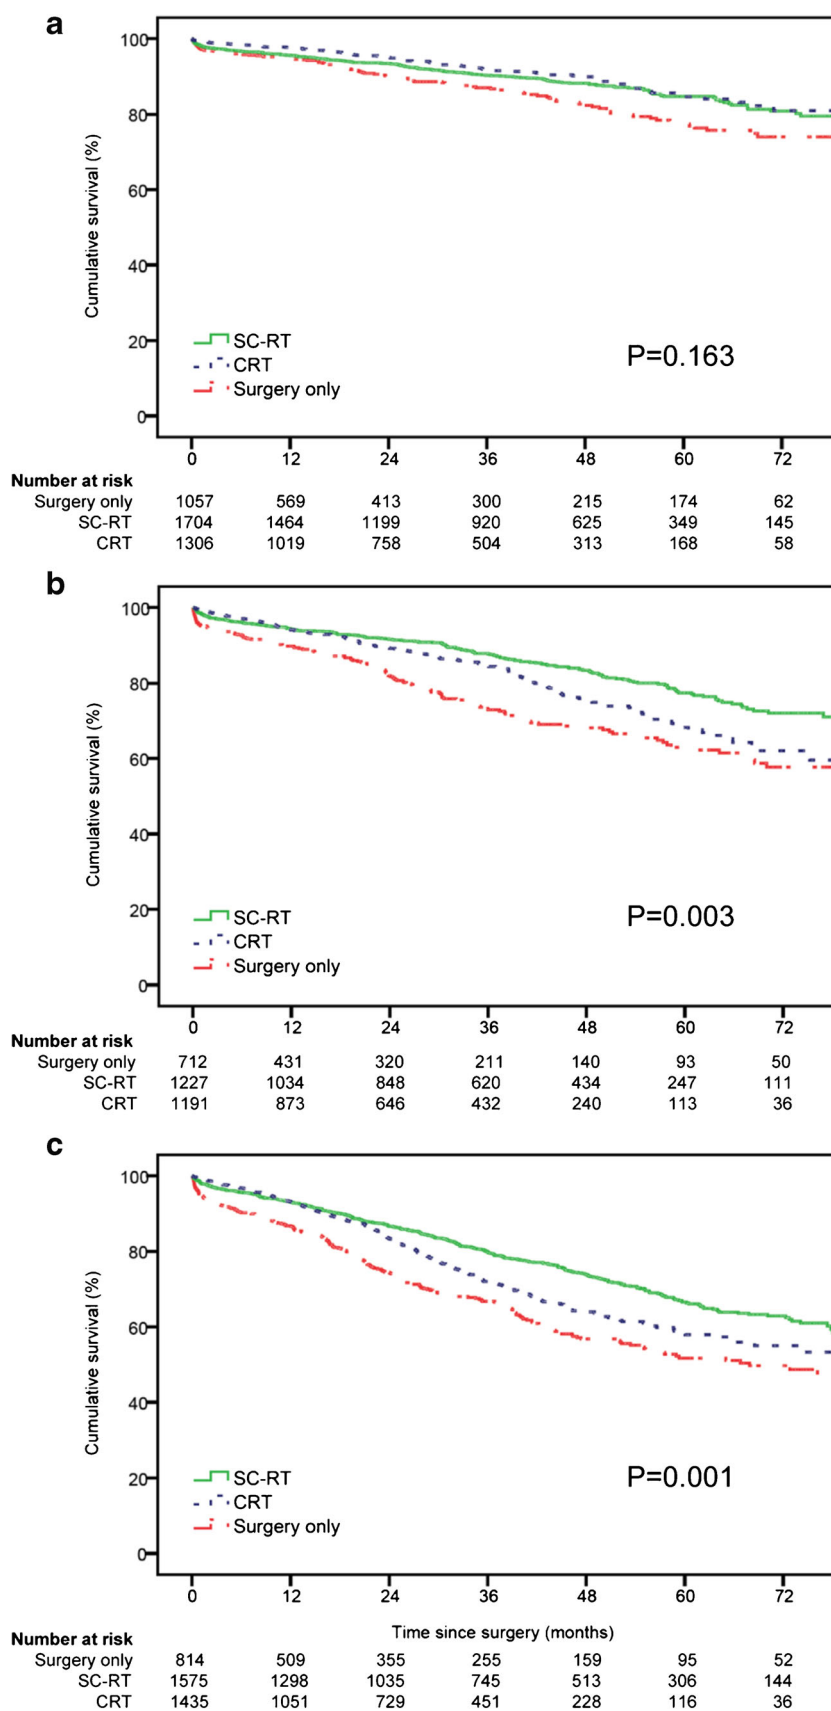 a
Cumulative survival (%)
100
80
60
40
20
0
SC-RT
CRT
Surgery only
P=0.163
0 12 24 36 48 60 72
Number at risk
Surgery only 1057 569 413 300 215 174 62
SC-RT 1704 1464 1199 920 625 349 145
CRT 1306 1019 758 504 313 168 58
b
Cumulative survival (%)
100
80
60
40
20
0
SC-RT
CRT
Surgery only
P=0.003
0 12 24 36 48 60 72
Number at risk
Surgery only 712 431 320 211 140 93 50
SC-RT 1227 1034 848 620 434 247 111
CRT 1191 873 646 432 240 113 36
c
Cumulative survival (%)
100
80
60
40
20
0
SC-RT
CRT
Surgery only
P=0.001
0 12 24 36 48 60 72
Time since surgery (months)
Number at risk
Surgery only 814 509 355 255 159 95 52
SC-RT 1575 1298 1035 745 513 306 144
CRT 1435 1051 729 451 228 116 36